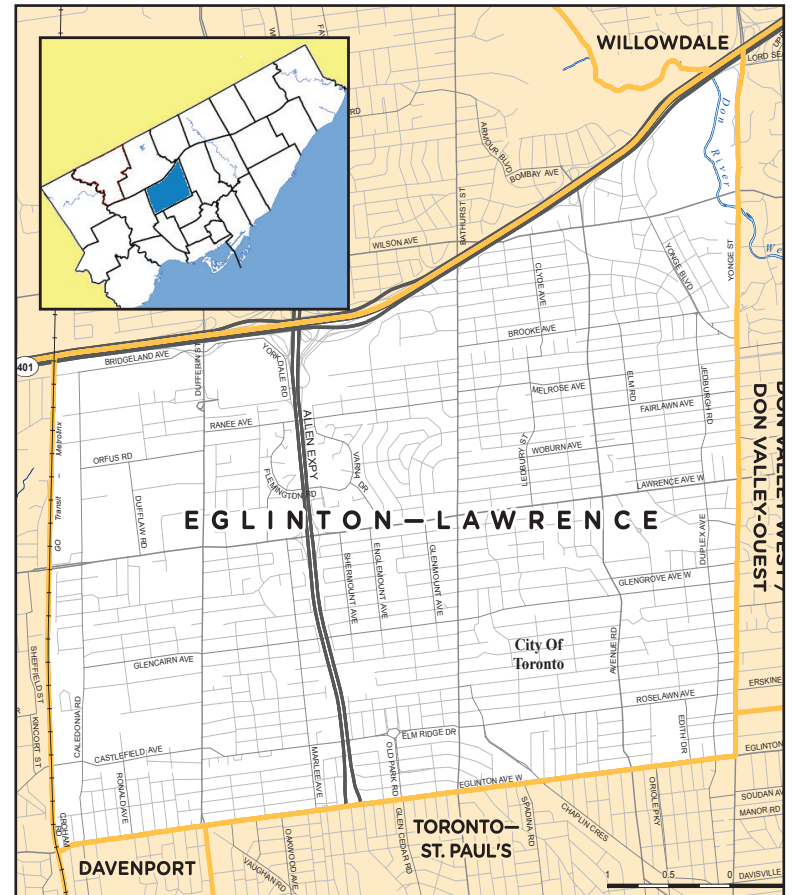 WILLOWDALE
LORD SE
Don River
We
RD
ARMOUR BLVD
BOMBAY AVE
BATHURST ST
WILSON AVE
YONGE BLVD
YONGE ST
CLYDE AVE
BROOKE AVE
401
BRIDGELAND AVE
DUFFERIN ST
YORKDALE RD
ALLEN EXPY
MELROSE AVE
ELM RD
JEDBURGH RD
FAIRLAWN AVE
DON VALLEY WEST /
DON VALLEY-OUEST
GO Transit – Metrolinx
RANEE AVE
ORFUS RD
VARNA DR
LEDBURY ST
WOBURN AVE
FLEMINGTON RD
LAWRENCE AVE W
DUFFLAW RD
EGLINTON—LAWRENCE
DUPLEX AVE
SHERMOUNT AVE
ENGLEMOUNT AVE
GLENMOUNT AVE
GLENGROVE AVE W
City Of
Toronto
AVENUE RD
SHEFFIELD ST
GLENCAIRN AVE
ERSKINE
ROSELAWN AVE
KINCORT ST
CALEDONIA RD
EDITH DR
ELM RIDGE DR
CASTLEFIELD AVE
EGLINTON
MARLEE AVE
OLD PARK RD
RONALD AVE
EGLINTON AVE W
ORIOLE PKY
SOUDAN AV
MANOR RD
CROHAM RD
SPADINA RD
CHAPLIN CRES
GLEN CEDAR RD
TORONTO—
ST. PAUL'S
OAKWOOD AVE
VAUGHAN RD
DAVENPORT
DAVISVILLE
1 0.5 0